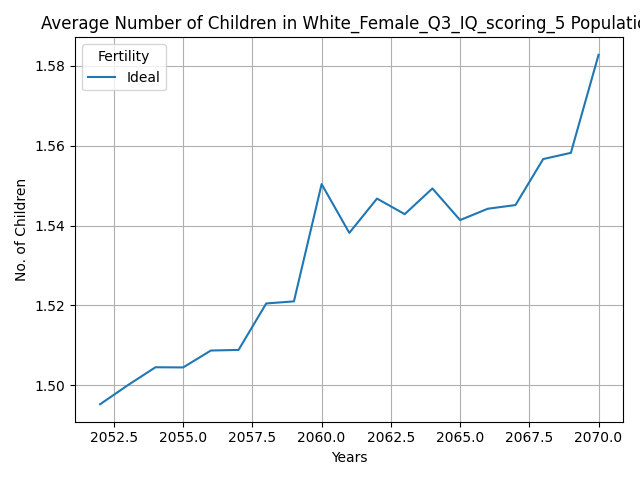 Average Number of Children in White_Female_Q3_IQ_scoring_5 Populatio
Fertility
Ideal
1.58
1.56
1.54
1.52
1.50
No. of Children
2052.5 2055.0 2057.5 2060.0 2062.5 2065.0 2067.5 2070.0
Years